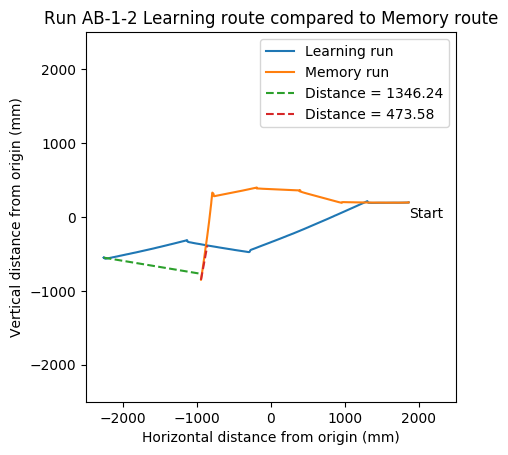 Run AB-1-2 Learning route compared to Memory route
Learning run
Memory run
Distance = 1346.24
Distance = 473.58
Start
2000
1000
0
−1000
−2000
Vertical distance from origin (mm)
−2000
−1000
0
1000
2000
Horizontal distance from origin (mm)